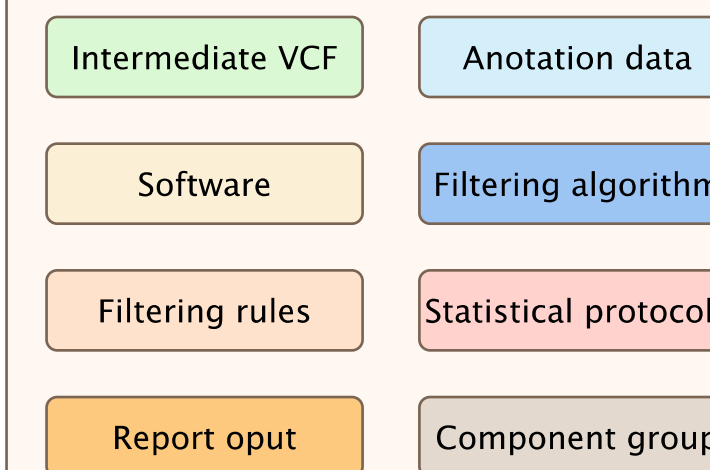 Intermediate VCF
Anotation data
Software
Filtering algorithm
Filtering rules
Statistical protocol
Report oput
Component group